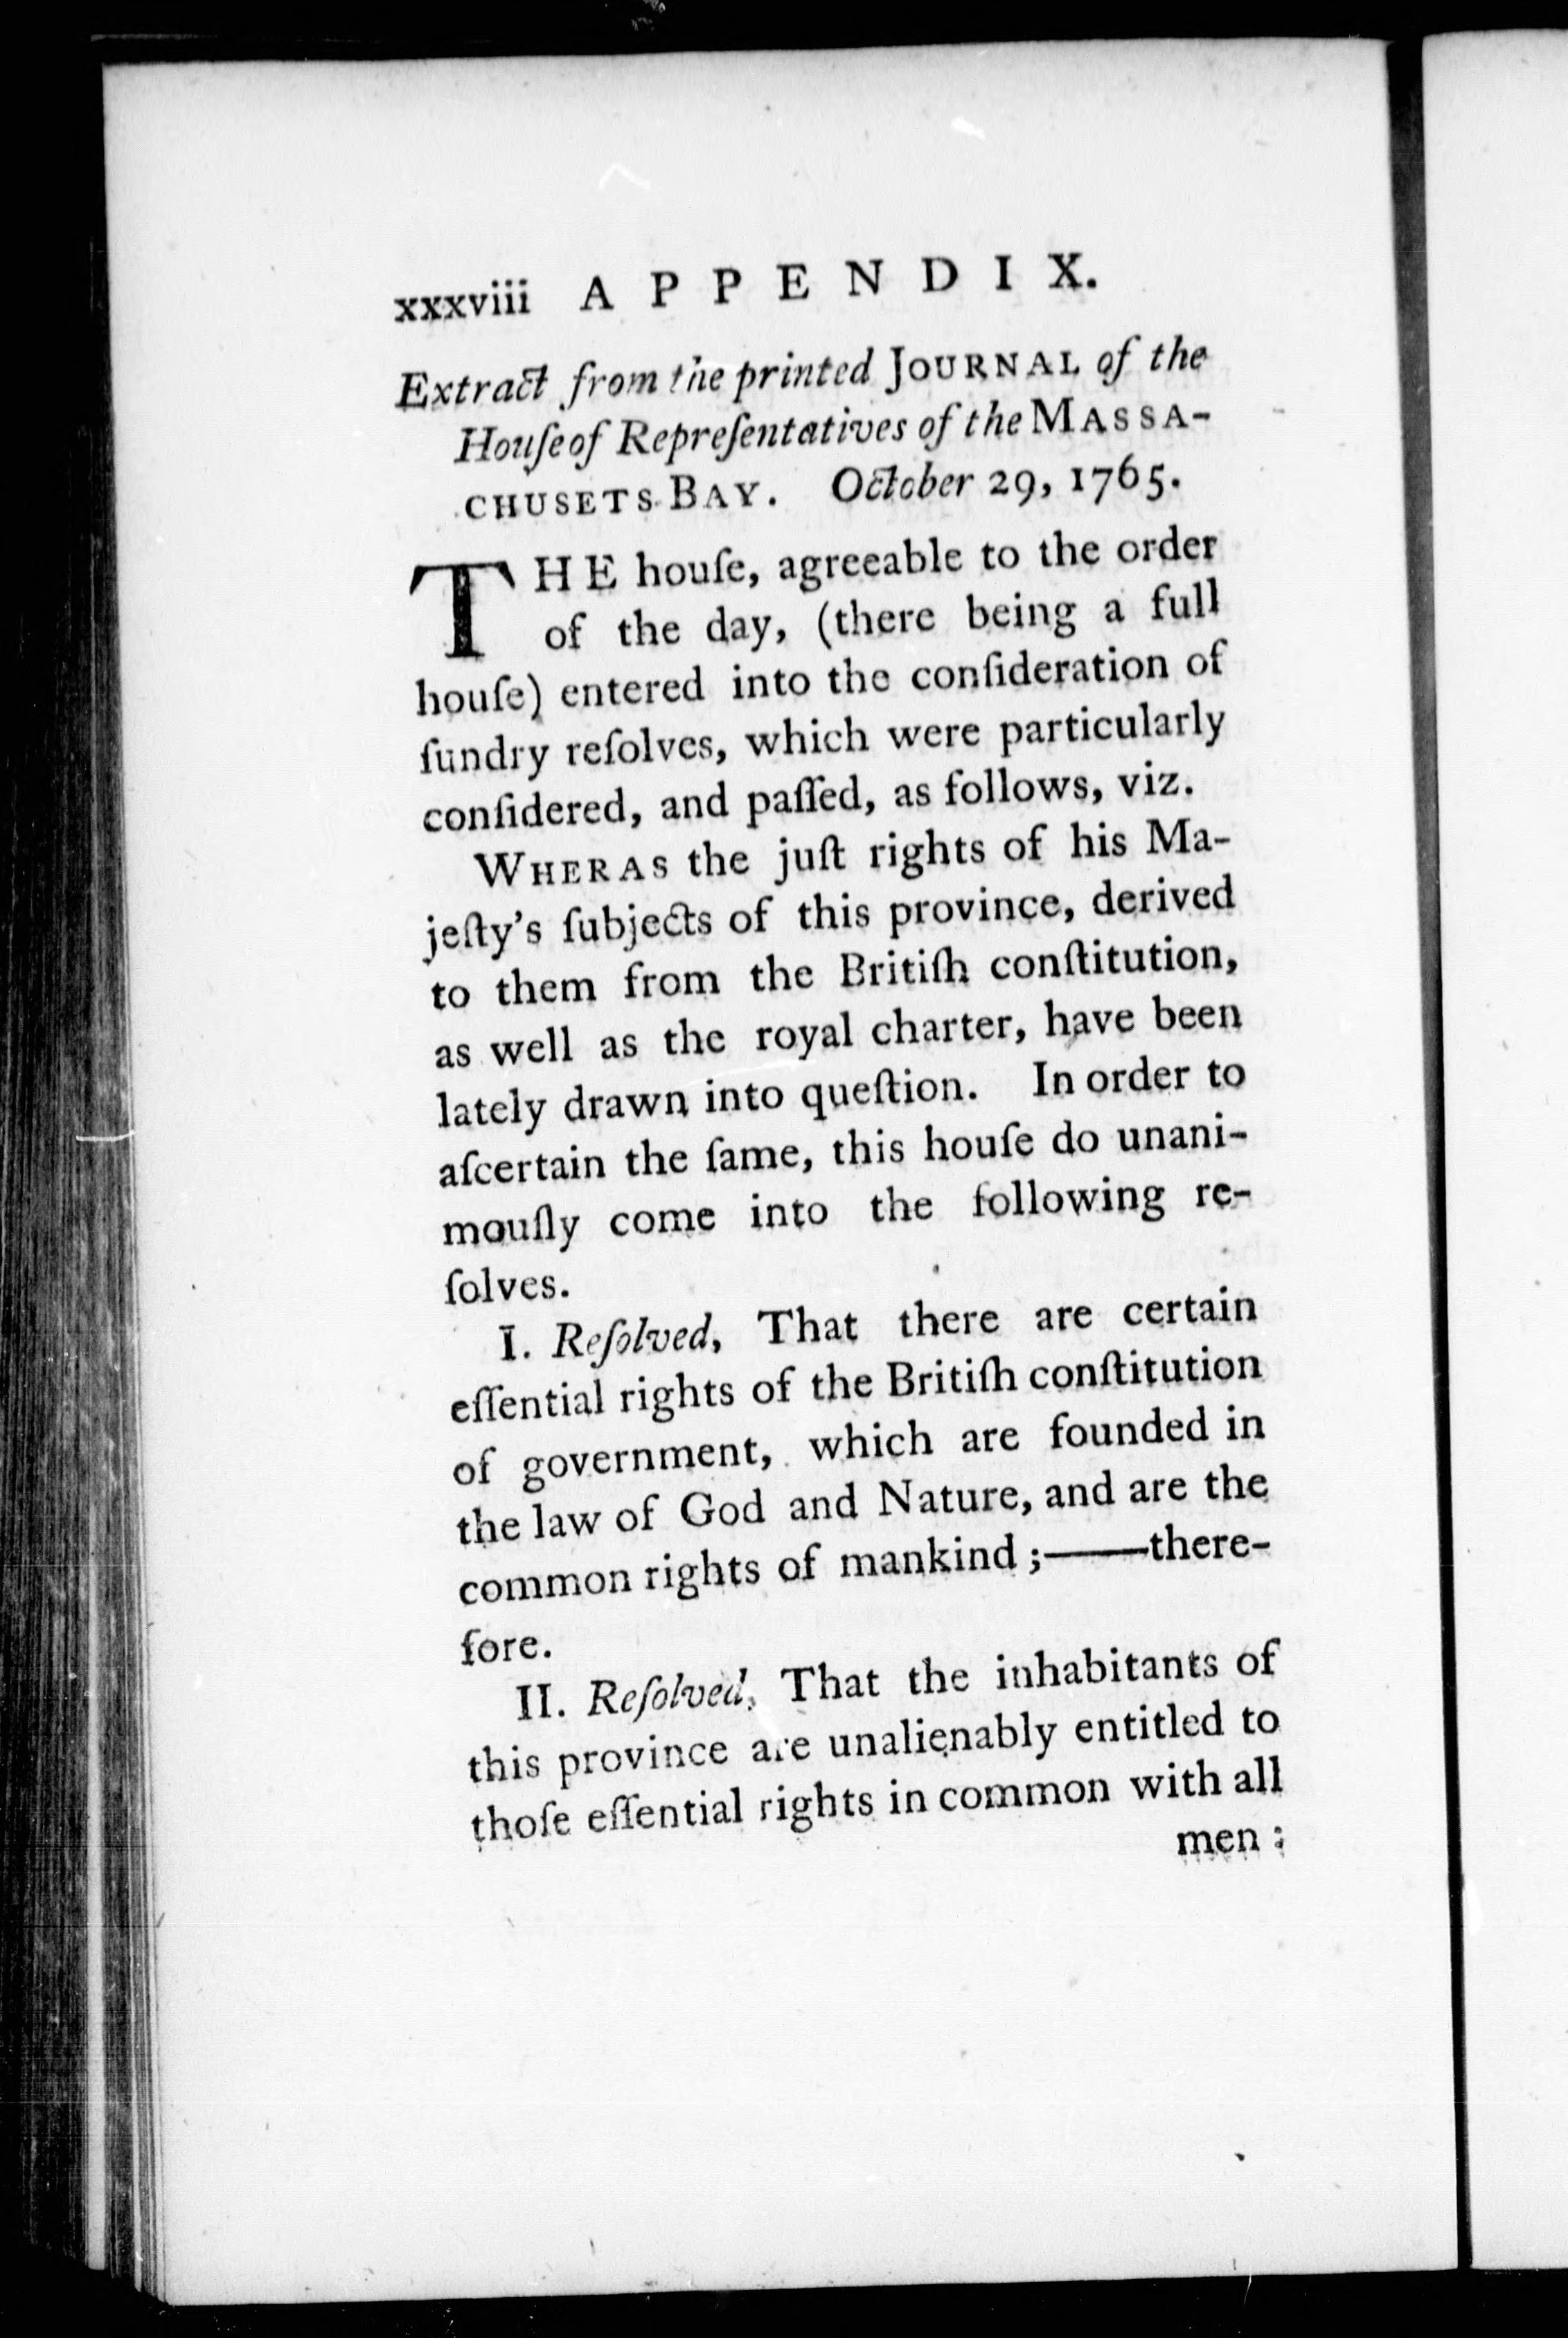 xxxviii A P P E N D I X.
Extract from the printed JOURNAL of the
Houſe of Repreſentatives of the MASSA-
CHUSETS BAY. October 29, 1765.
THE houſe, agreeable to the order
of the day, (there being a full
houſe) entered into the conſideration of
ſundry reſolves, which were particularly
conſidered, and paſſed, as follows, viz.
WHERAS the juſt rights of his Ma-
jeſty's ſubjects of this province, derived
to them from the Britiſh conſtitution,
as well as the royal charter, have been
lately drawn into queſtion. In order to
aſcertain the ſame, this houſe do unani-
mouſly come into the following re-
ſolves.
I. Reſolved, That there are certain
eſſential rights of the Britiſh conſtitution
of government, which are founded in
the law of God and Nature, and are the
common rights of mankind;——there-
fore.
II. Reſolved, That the inhabitants of
this province are unalienably entitled to
thoſe eſſential rights in common with all
men: